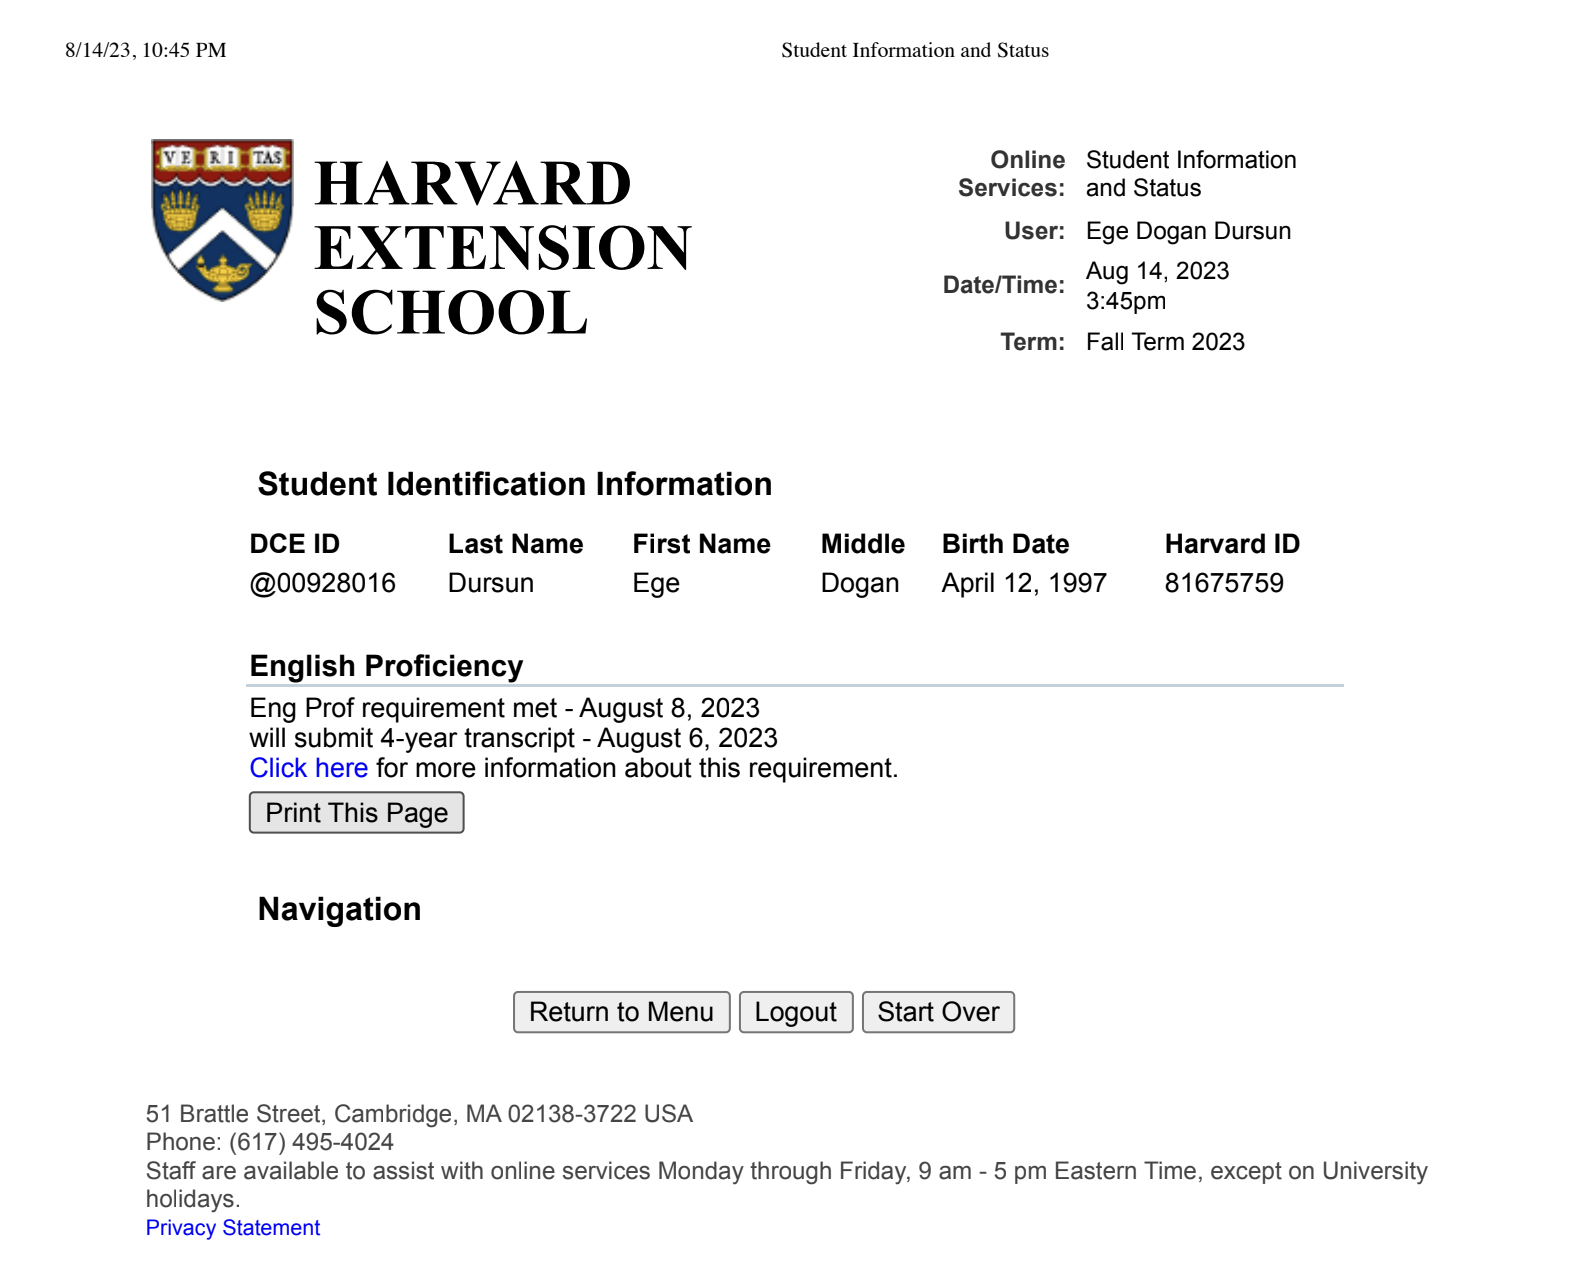 8/14/23, 10:45 PM Student Information and Status
VE RI TAS
HARVARD
EXTENSION
SCHOOL
Online Services: Student Information and Status
User: Ege Dogan Dursun
Date/Time: Aug 14, 2023 3:45pm
Term: Fall Term 2023
Student Identification Information
DCE ID Last Name First Name Middle Birth Date Harvard ID
@00928016 Dursun Ege Dogan April 12, 1997 81675759
English Proficiency
Eng Prof requirement met - August 8, 2023
will submit 4-year transcript - August 6, 2023
Click here for more information about this requirement.
Print This Page
Navigation
Return to Menu Logout Start Over
51 Brattle Street, Cambridge, MA 02138-3722 USA
Phone: (617) 495-4024
Staff are available to assist with online services Monday through Friday, 9 am - 5 pm Eastern Time, except on University
holidays.
Privacy Statement